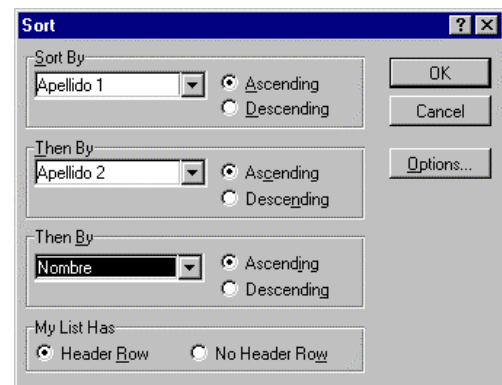 Sort
Sort By
Apellido 1
Ascending
Descending
OK
Cancel
Then By
Apellido 2
Ascending
Descending
Options...
Then By
Nombre
Ascending
Descending
My List Has
Header Row
No Header Row